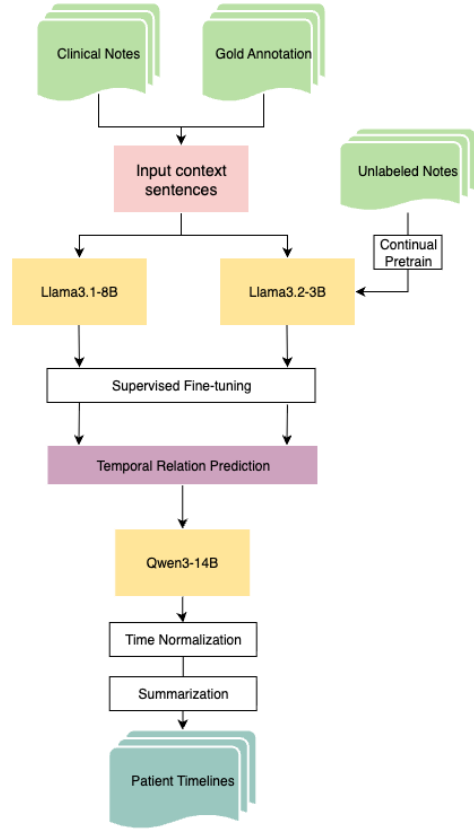 Clinical Notes
Gold Annotation
Input context
sentences
Unlabeled Notes
Continual
Pretrain
Llama3.1-8B
Llama3.2-3B
Supervised Fine-tuning
Temporal Relation Prediction
Qwen3-14B
Time Normalization
Summarization
Patient Timelines